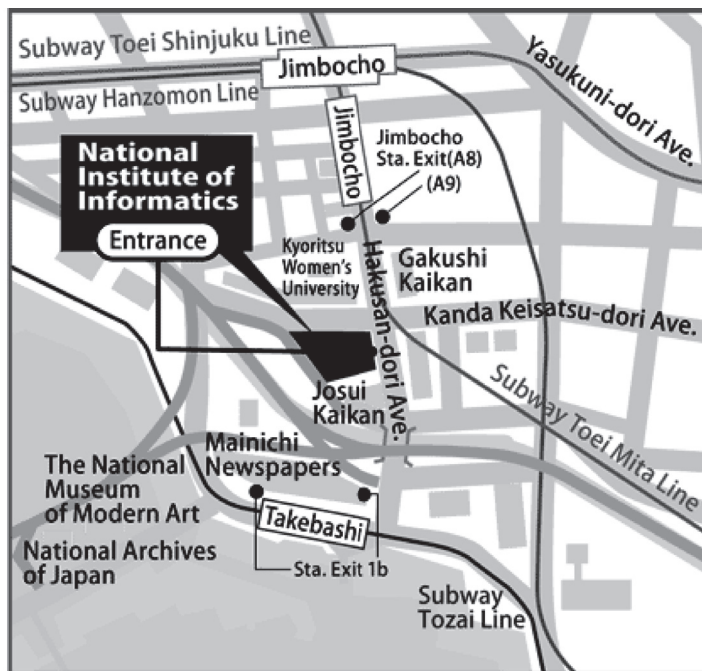 Subway Toei Shinjuku Line
Jimbocho
Subway Hanzomon Line
Yasukuni-dori Ave.
Jimbocho
Jimbocho
Sta. Exit(A8)
(A9)
National
Institute of
Informatics
Entrance
Kyoritsu
Women's
University
Hakusan-dori Ave.
Gakushi
Kaikan
Kanda Keisatsu-dori Ave.
Josui
Kaikan
Subway Toei Mita Line
Mainichi
Newspapers
The National
Museum
of Modern Art
Takebashi
National Archives
of Japan
Sta. Exit 1b
Subway
Tozai Line